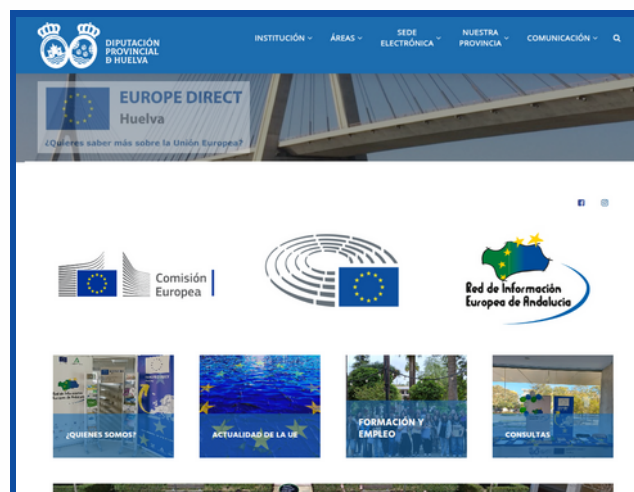 DIPUTACIÓN
PROVINCIAL
D HUELVA
INSTITUCIÓN
ÁREAS
SEDE
ELECTRÓNICA
NUESTRA
PROVINCIA
COMUNICACIÓN
EUROPE DIRECT
Huelva
¿Quieres saber más sobre la Unión Europea?
Comisión
Europea
Red de Información
Europea de Andalucía
¿QUIENES SOMOS?
ACTUALIDAD DE LA UE
FORMACIÓN Y
EMPLEO
CONSULTAS